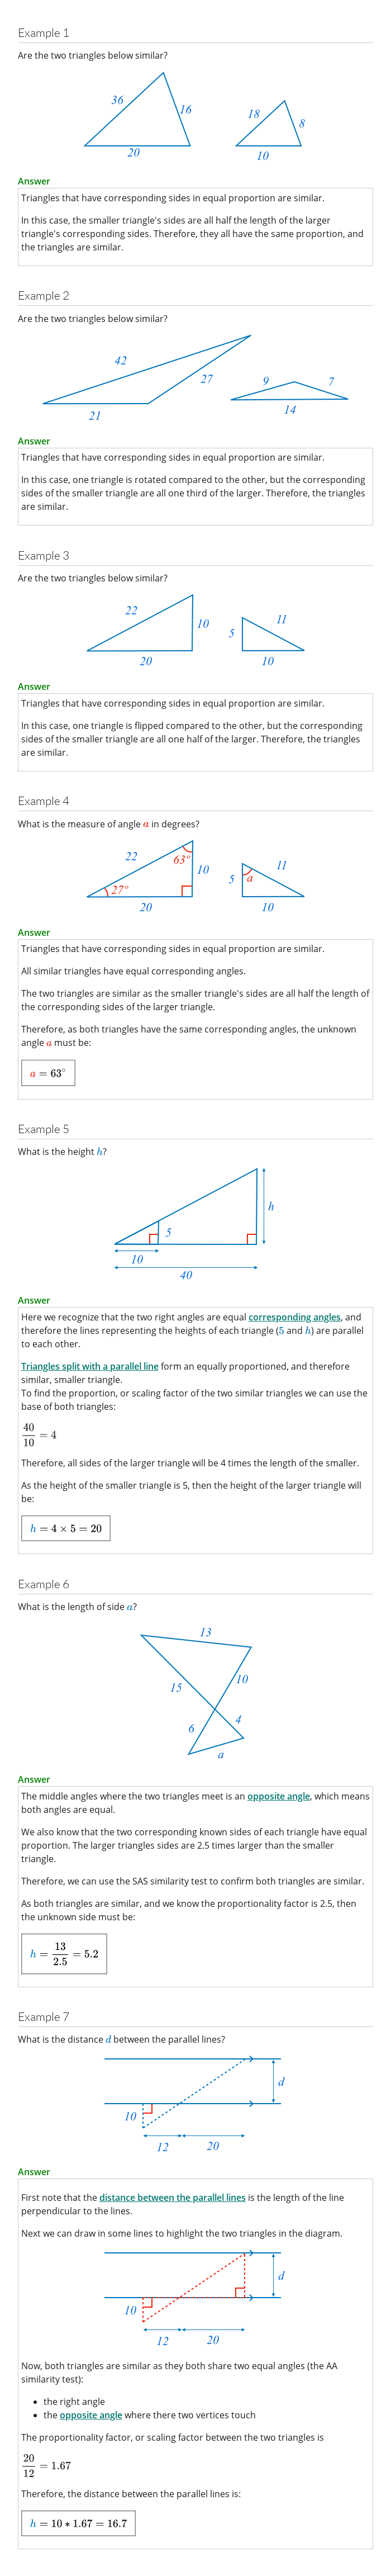 Example 1
Are the two triangles below similar?
36
16
20
18
8
10
Answer
Triangles that have corresponding sides in equal proportion are similar.
In this case, the smaller triangle's sides are all half the length of the larger
triangle's corresponding sides. Therefore, they all have the same proportion, and
the triangles are similar.
Example 2
Are the two triangles below similar?
42
27
21
9
7
14
Answer
Triangles that have corresponding sides in equal proportion are similar.
In this case, one triangle is rotated compared to the other, but the corresponding
sides of the smaller triangle are all one third of the larger. Therefore, the triangles
are similar.
Example 3
Are the two triangles below similar?
22
10
20
5
11
10
Answer
Triangles that have corresponding sides in equal proportion are similar.
In this case, one triangle is flipped compared to the other, but the corresponding
sides of the smaller triangle are all one half of the larger. Therefore, the triangles
are similar.
Example 4
What is the measure of angle a in degrees?
22
63°
10
27°
20
5
a
11
10
Answer
Triangles that have corresponding sides in equal proportion are similar.
All similar triangles have equal corresponding angles.
The two triangles are similar as the smaller triangle's sides are all half the length of
the corresponding sides of the larger triangle.
Therefore, as both triangles have the same corresponding angles, the unknown
angle a must be:
a = 63°
Example 5
What is the height h?
h
5
10
40
Answer
Here we recognize that the two right angles are equal corresponding angles, and
therefore the lines representing the heights of each triangle (5 and h) are parallel
to each other.
Triangles split with a parallel line form an equally proportioned, and therefore
similar, smaller triangle.
To find the proportion, or scaling factor of the two similar triangles we can use the
base of both triangles:
40/10 = 4
Therefore, all sides of the larger triangle will be 4 times the length of the smaller.
As the height of the smaller triangle is 5, then the height of the larger triangle will
be:
h = 4 × 5 = 20
Example 6
What is the length of side a?
13
10
15
4
6
a
Answer
The middle angles where the two triangles meet is an opposite angle, which means
both angles are equal.
We also know that the two corresponding known sides of each triangle have equal
proportion. The larger triangles sides are 2.5 times larger than the smaller
triangle.
Therefore, we can use the SAS similarity test to confirm both triangles are similar.
As both triangles are similar, and we know the proportionality factor is 2.5, then
the unknown side must be:
h = 13/2.5 = 5.2
Example 7
What is the distance d between the parallel lines?
d
10
12
20
Answer
First note that the distance between the parallel lines is the length of the line
perpendicular to the lines.
Next we can draw in some lines to highlight the two triangles in the diagram.
d
10
12
20
Now, both triangles are similar as they both share two equal angles (the AA
similarity test):
• the right angle
• the opposite angle where there two vertices touch
The proportionality factor, or scaling factor between the two triangles is
20/12 = 1.67
Therefore, the distance between the parallel lines is:
h = 10 * 1.67 = 16.7